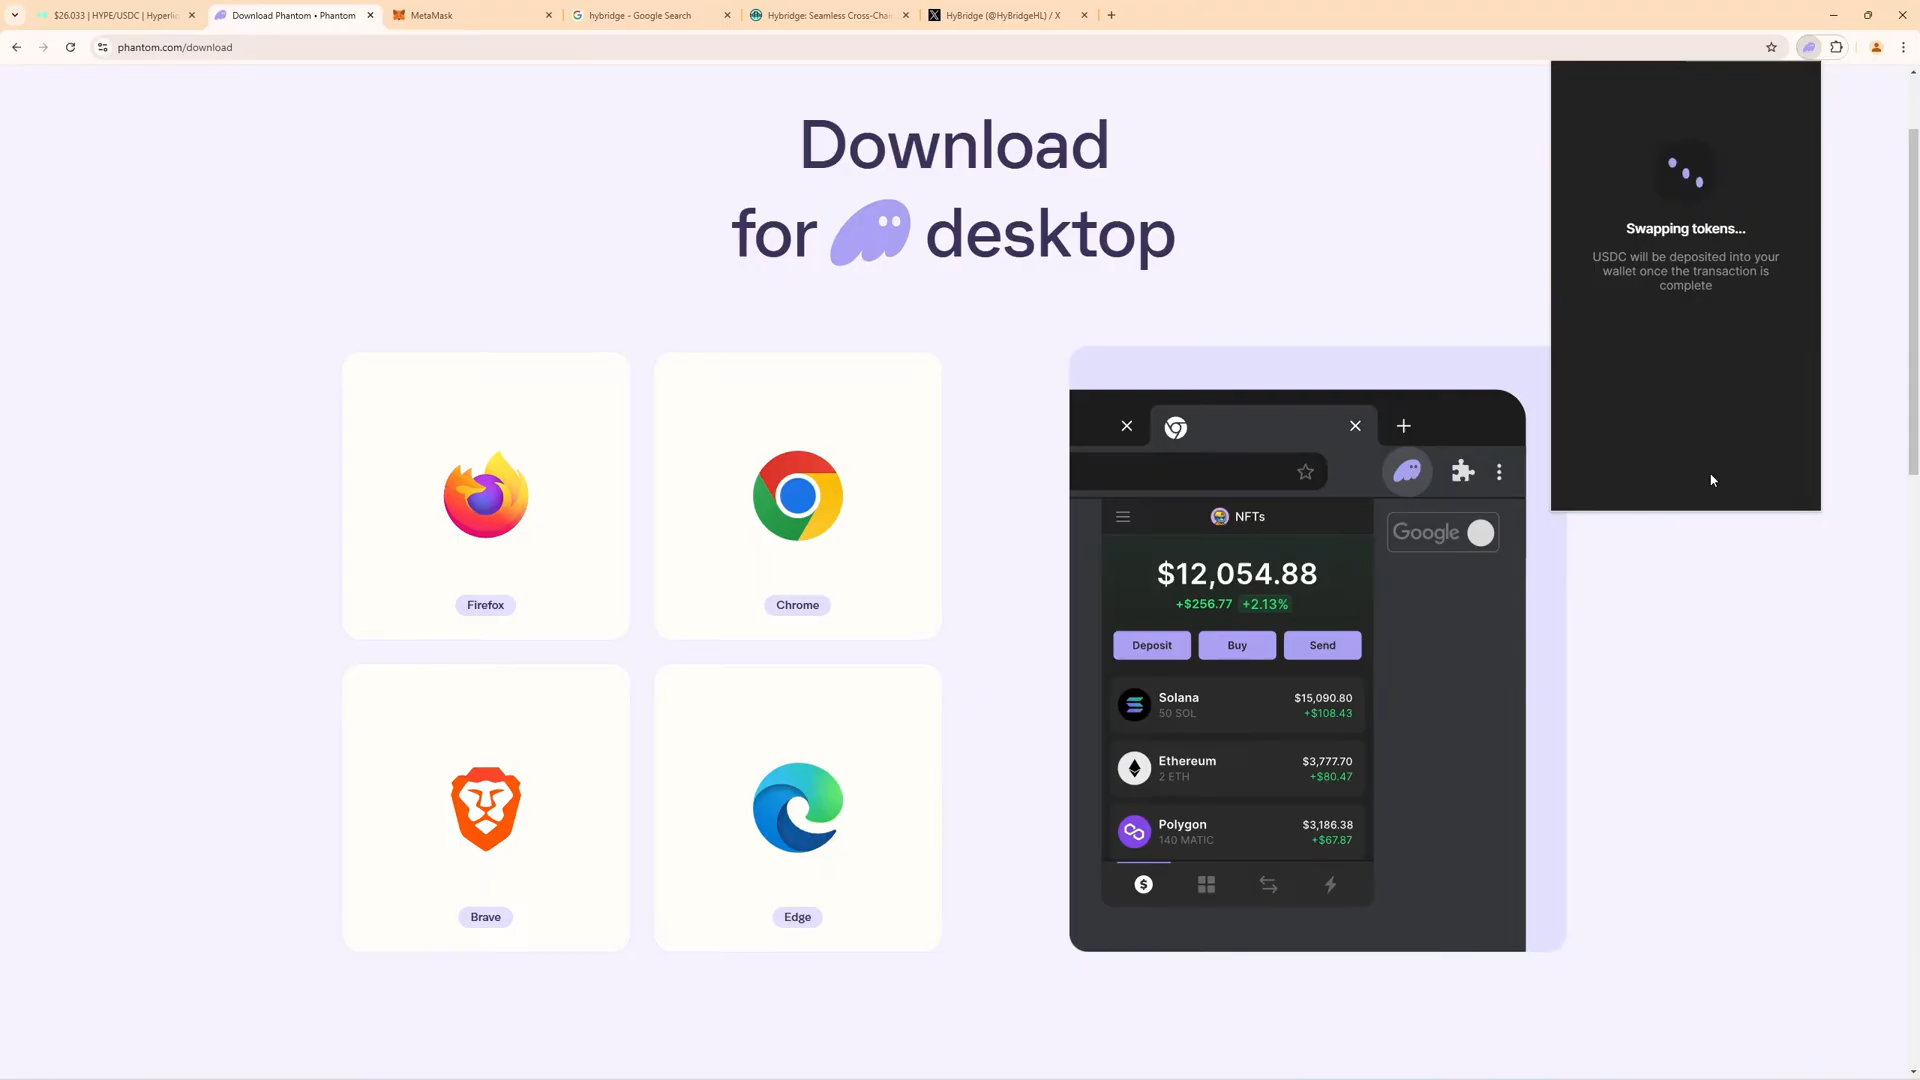 $26.033 | HYPE/USDC | Hyperli
Download Phantom • Phantom
MetaMask
hybridge - Google Search
Hybridge: Seamless Cross-Chai
HyBridge (@HyBridgeHL) / X
phantom.com/download
Download
for desktop
Swapping tokens...
USDC will be deposited into your
wallet once the transaction is
complete
Firefox
Chrome
Brave
Edge
NFTs
Google
$12,054.88
+$256.77 +2.13%
Deposit
Buy
Send
Solana $15,090.80
50 SOL +$108.43
Ethereum $3,777.70
2 ETH +$80.47
Polygon $3,186.38
140 MATIC +$67.87